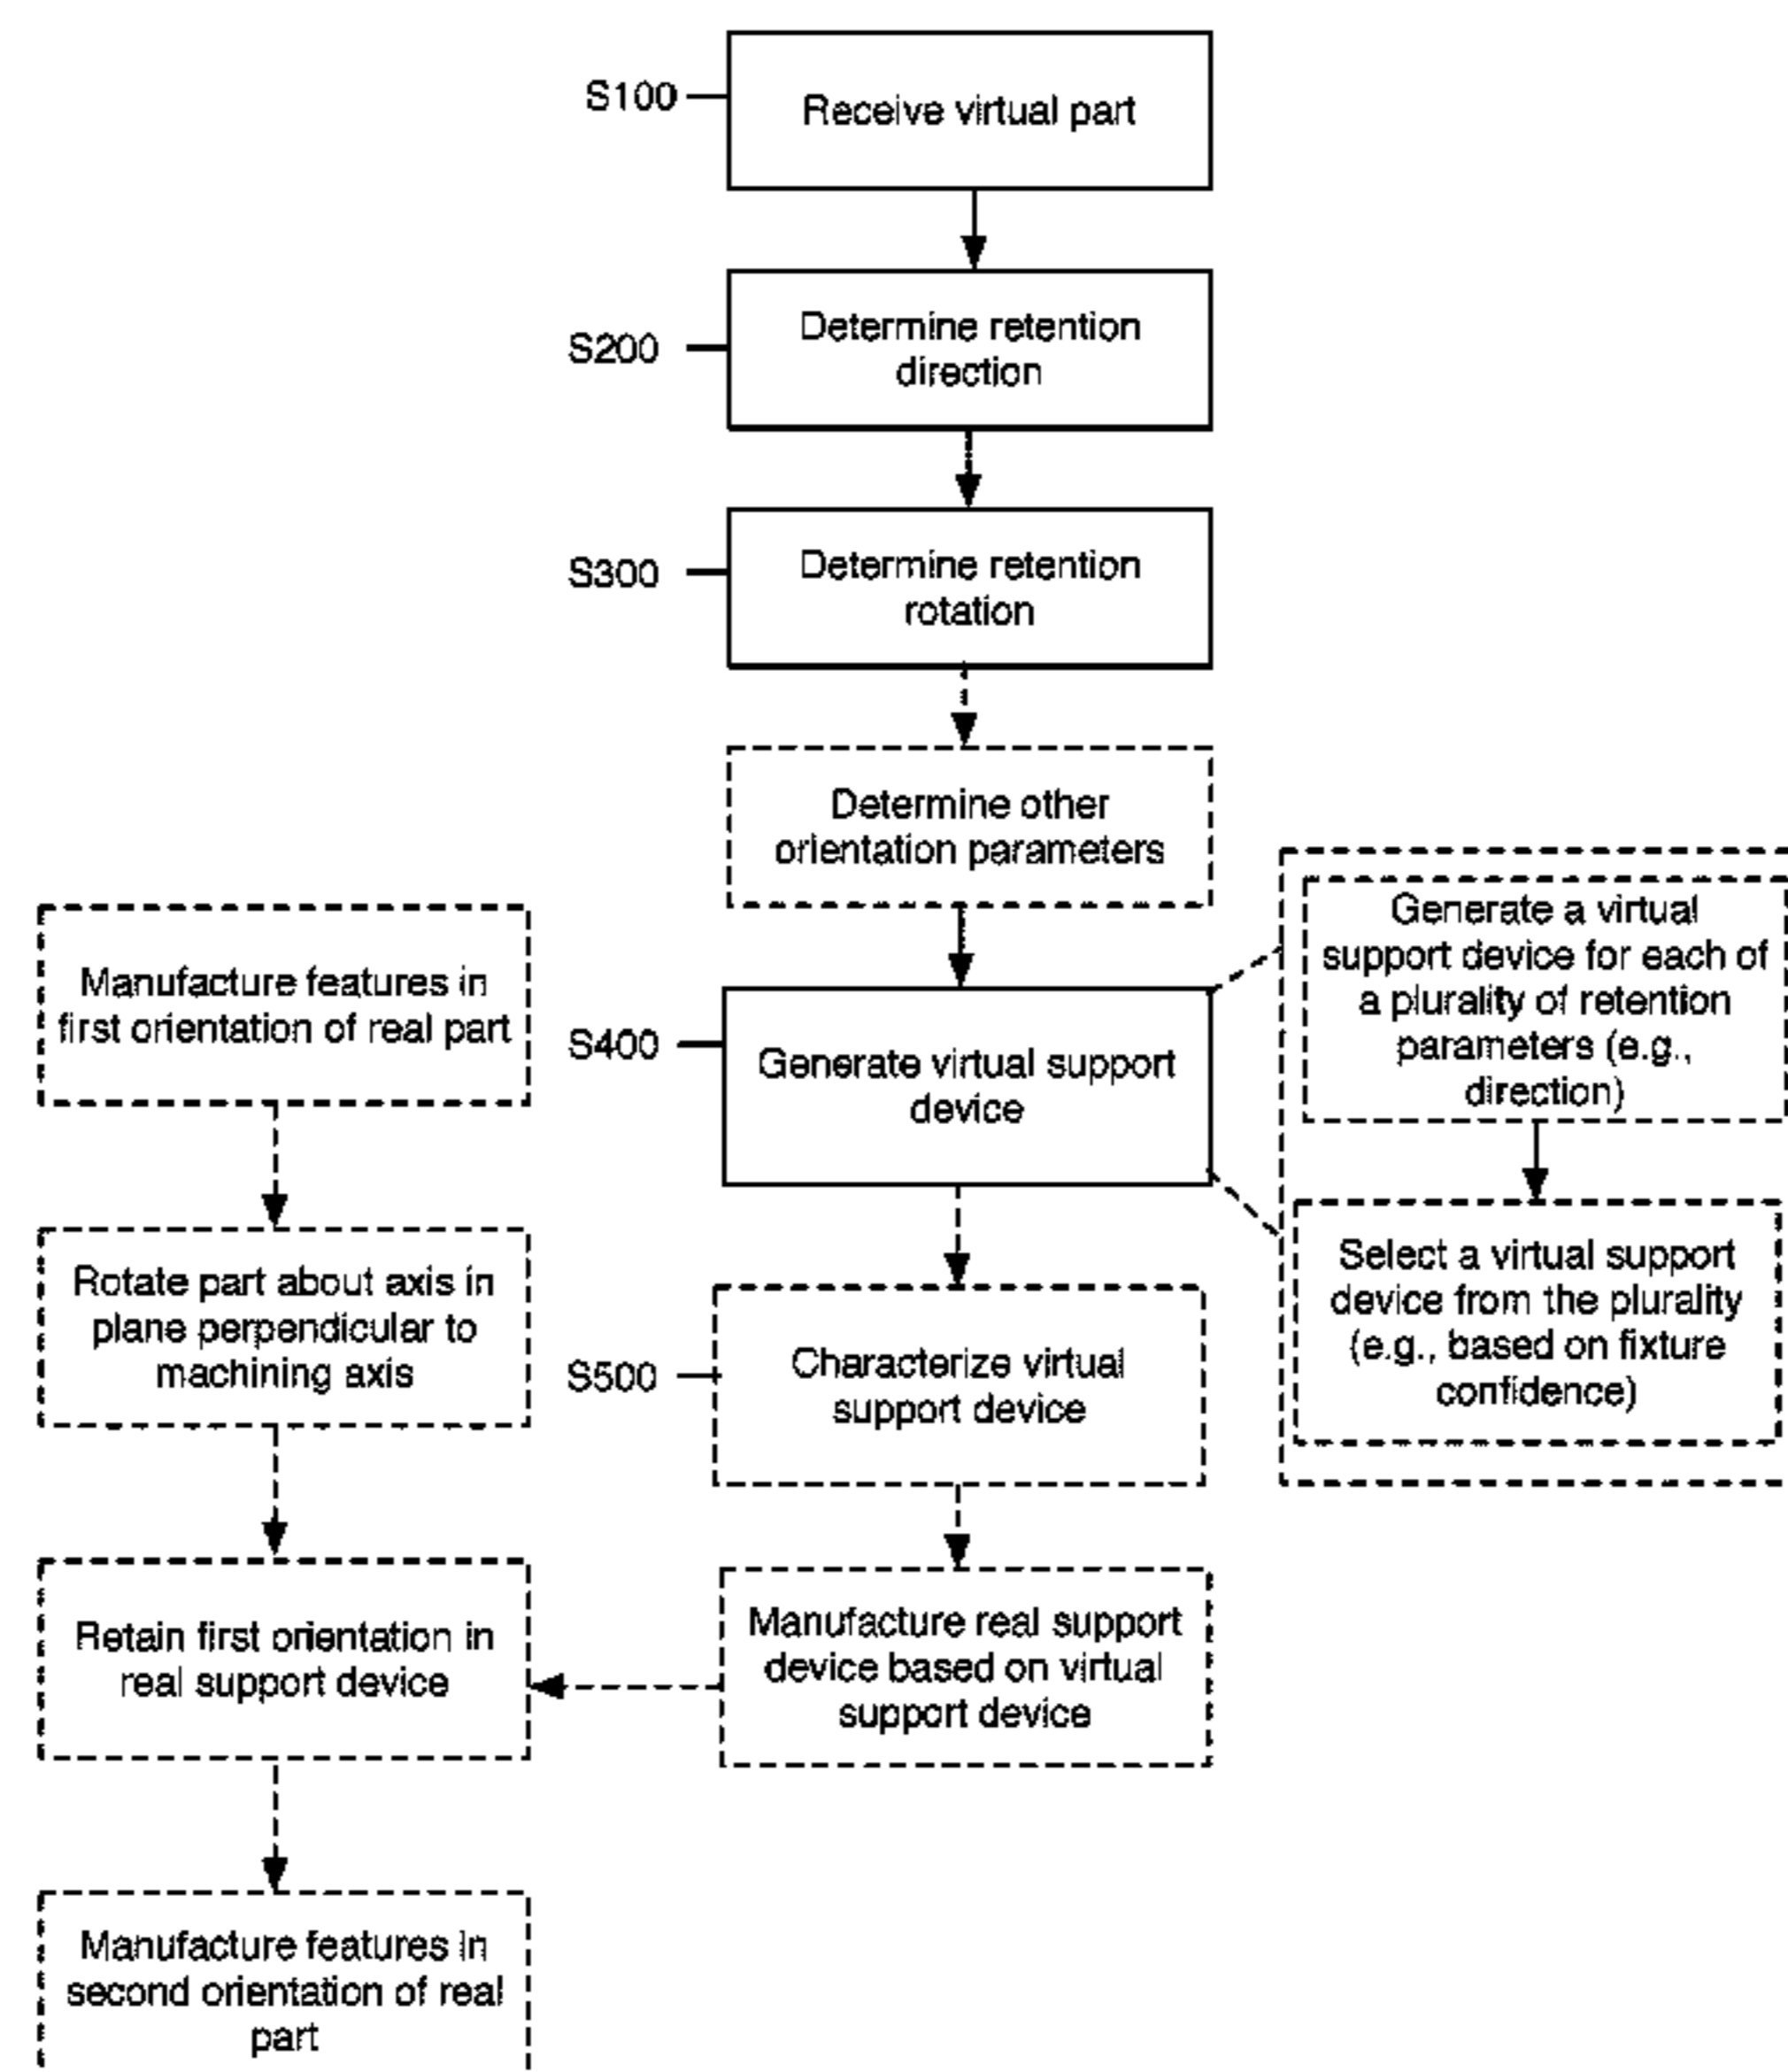 S100
Receive virtual part
S200
Determine retention
direction
S300
Determine retention
rotation
Determine other
orientation parameters
Manufacture features in
first orientation of real part
S400
Generate virtual support
device
Generate a virtual
support device for each of
a plurality of retention
parameters (e.g.,
direction)
Rotate part about axis in
plane perpendicular to
machining axis
Select a virtual support
device from the plurality
(e.g., based on fixture
confidence)
S500
Characterize virtual
support device
Retain first orientation in
real support device
Manufacture real support
device based on virtual
support device
Manufacture features in
second orientation of real
part